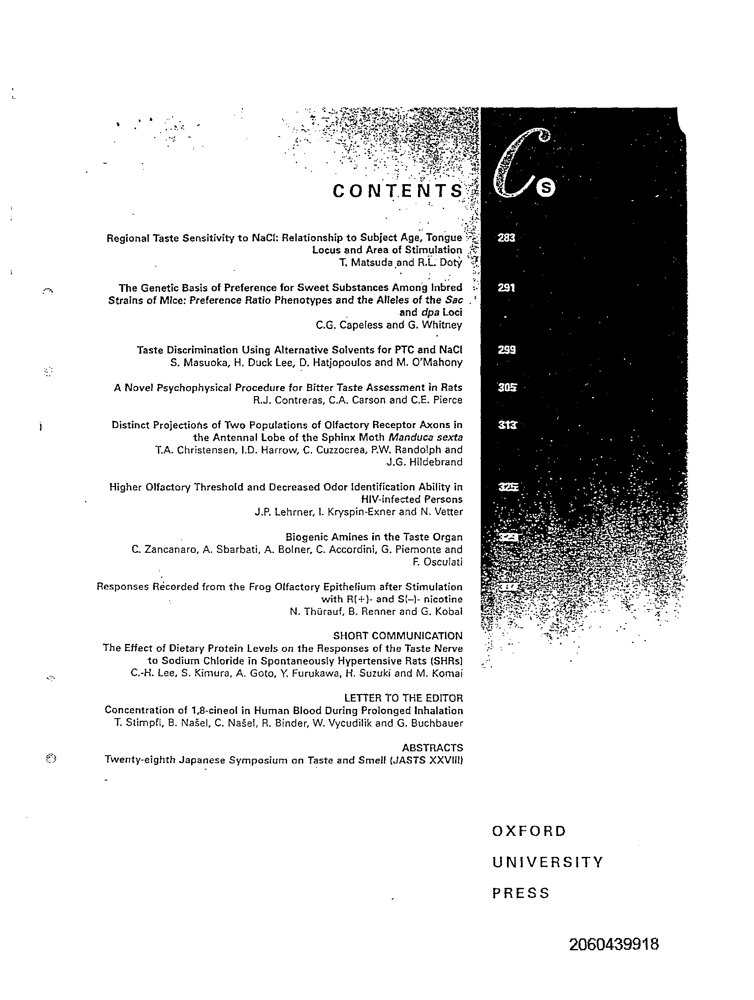 CONTENTS
C S
Regional Taste Sensitivity to NaCl: Relationship to Subject Age, Tongue 283
Locus and Area of Stimulation
T. Matsuda and R.L. Doty
The Genetic Basis of Preference for Sweet Substances Among Inbred 291
Strains of Mice: Preference Ratio Phenotypes and the Alleles of the Sac
and dpa Loci
C.G. Capeless and G. Whitney
Taste Discrimination Using Alternative Solvents for PTC and NaCl 299
S. Masuoka, H. Duck Lee, D. Hatjopoulos and M. O'Mahony
A Novel Psychophysical Procedure for Bitter Taste Assessment in Rats 305
R.J. Contreras, C.A. Carson and C.E. Pierce
Distinct Projections of Two Populations of Olfactory Receptor Axons in 313
the Antennal Lobe of the Sphinx Moth Manduca sexta
T.A. Christensen, I.D. Harrow, C. Cuzzocrea, P.W. Randolph and
J.G. Hildebrand
Higher Olfactory Threshold and Decreased Odor Identification Ability in 325
HIV-infected Persons
J.P. Lehrner, I. Kryspin-Exner and N. Vetter
Biogenic Amines in the Taste Organ
C. Zancanaro, A. Sbarbati, A. Bolner, C. Accordini, G. Piemonte and
F. Osculati
Responses Recorded from the Frog Olfactory Epithelium after Stimulation
with R(+)- and S(–)- nicotine
N. Thürauf, B. Renner and G. Kobal
SHORT COMMUNICATION
The Effect of Dietary Protein Levels on the Responses of the Taste Nerve
to Sodium Chloride in Spontaneously Hypertensive Rats (SHRs)
C.-H. Lee, S. Kimura, A. Goto, Y. Furukawa, H. Suzuki and M. Komai
LETTER TO THE EDITOR
Concentration of 1,8-cineol in Human Blood During Prolonged Inhalation
T. Stimpfl, B. Našel, C. Našel, R. Binder, W. Vycudilik and G. Buchbauer
ABSTRACTS
Twenty-eighth Japanese Symposium on Taste and Smell (JASTS XXVIII)
OXFORD
UNIVERSITY
PRESS
2060439918